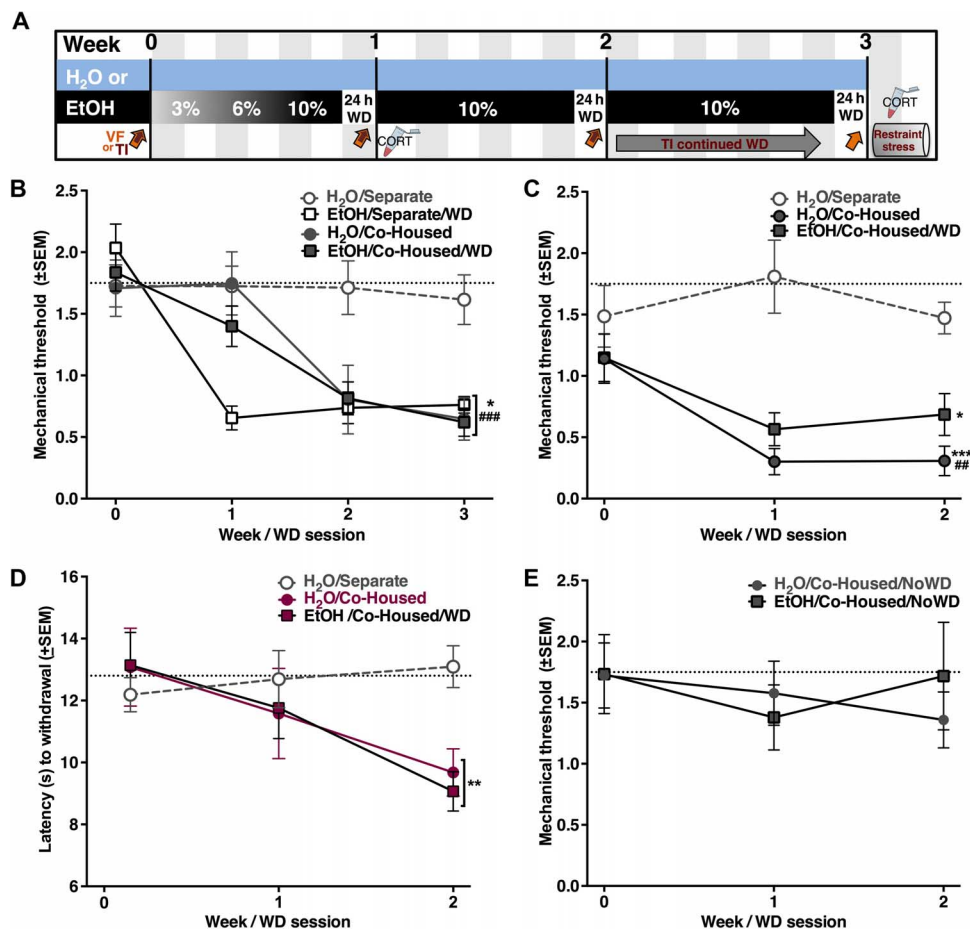 A
Week 0 1 2 3
H2O or
EtOH 3% 6% 10% 24 h WD 10% 24 h WD 10% 24 h WD
VF or TI CORT TI continued WD CORT Restraint stress
B
Mechanical threshold (±SEM)
2.5
2.0
1.5
1.0
0.5
0.0
H2O/Separate
EtOH/Separate/WD
H2O/Co-Housed
EtOH/Co-Housed/WD
*
###
0 1 2 3
Week / WD session
C
Mechanical threshold (±SEM)
2.5
2.0
1.5
1.0
0.5
0.0
H2O/Separate
H2O/Co-Housed
EtOH/Co-Housed/WD
*
***
##
0 1 2
Week / WD session
D
Latency (s) to withdrawal (±SEM)
16
14
12
10
8
6
H2O/Separate
H2O/Co-Housed
EtOH /Co-Housed/WD
**
0 1 2
Week / WD session
E
Mechanical threshold (±SEM)
2.5
2.0
1.5
1.0
0.5
0.0
H2O/Co-Housed/NoWD
EtOH/Co-Housed/NoWD
0 1 2
Week / WD session